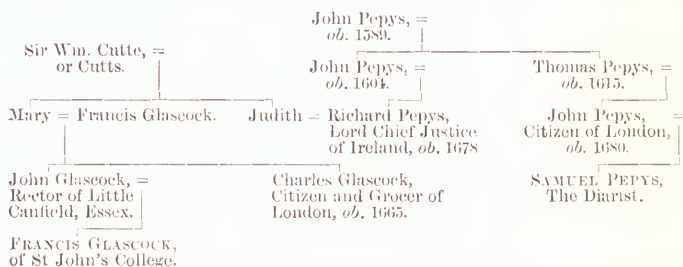 John Pepys, =
ob. 1589.
Sir Wm. Cutte, =
or Cutts.
John Pepys, =
ob. 1604.
Thomas Pepys, =
ob. 1615.
Mary = Francis Glascock.
Judith = Richard Pepys,
Lord Chief Justice
of Ireland, ob. 1678
John Pepys, =
Citizen of London,
ob. 1680.
John Glascock, =
Rector of Little
Canfield, Essex.
Charles Glascock,
Citizen and Grocer of
London, ob. 1665.
SAMUEL PEPYS,
The Diarist.
FRANCIS GLASCOCK,
of St John's College.